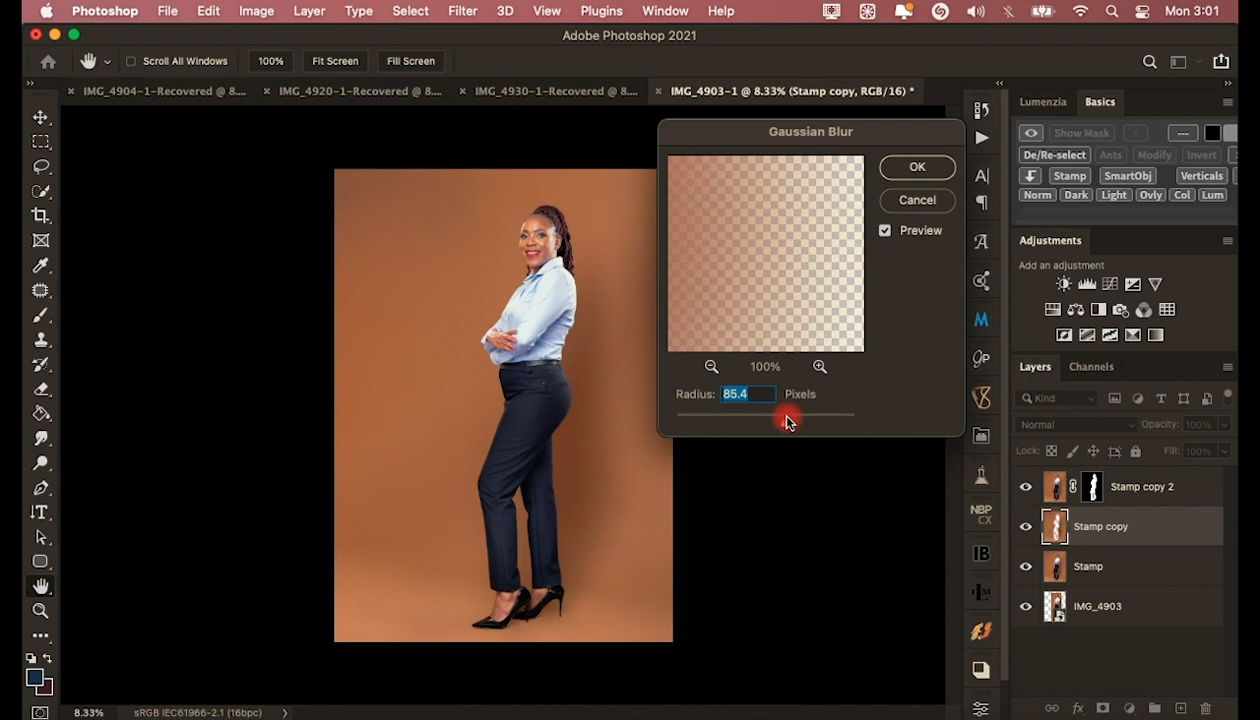 Photoshop File Edit Image Layer Type Select Filter 3D View Plugins Window Help Mon 3:01
Adobe Photoshop 2021
Scroll All Windows 100% Fit Screen Fill Screen
IMG_4904-1-Recovered @ 8.... IMG_4920-1-Recovered @ 8.... IMG_4930-1-Recovered @ 8.... IMG_4903-1 @ 8.33% (Stamp copy, RGB/16) *
Gaussian Blur
OK
Cancel
Preview
100%
Radius: 85.4 Pixels
Lumenzia Basics
Show Mask x ---
De/Re-select Ants Modify Invert
Stamp SmartObj Verticals
Norm Dark Light Ovly Col Lum
Adjustments
Add an adjustment
Layers Channels
Kind
Normal Opacity: 100%
Lock: Fill: 100%
Stamp copy 2
Stamp copy
Stamp
IMG_4903
NBP
CX
IB
8.33% sRGB IEC61966-2.1 (16bpc)